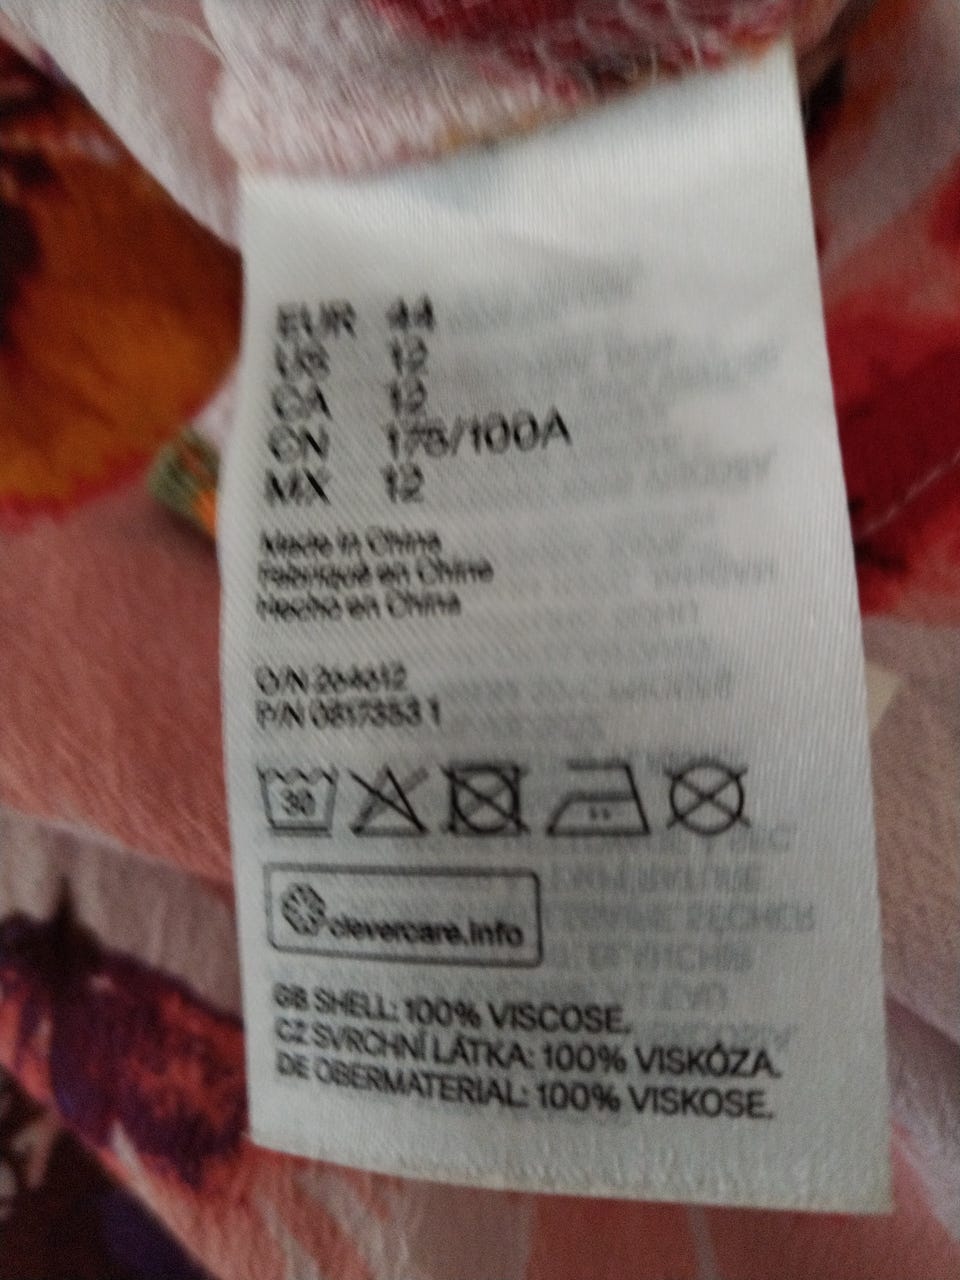 EUR 44
US 12
CA 12
CN 175/100A
MX 12
Made in China
Fabriqué en Chine
Hecho en China
O/N 264612
P/N 0817353 1
30
clevercare.info
GB SHELL: 100% VISCOSE.
CZ SVRCHNÍ LÁTKA: 100% VISKÓZA.
DE OBERMATERIAL: 100% VISKOSE.